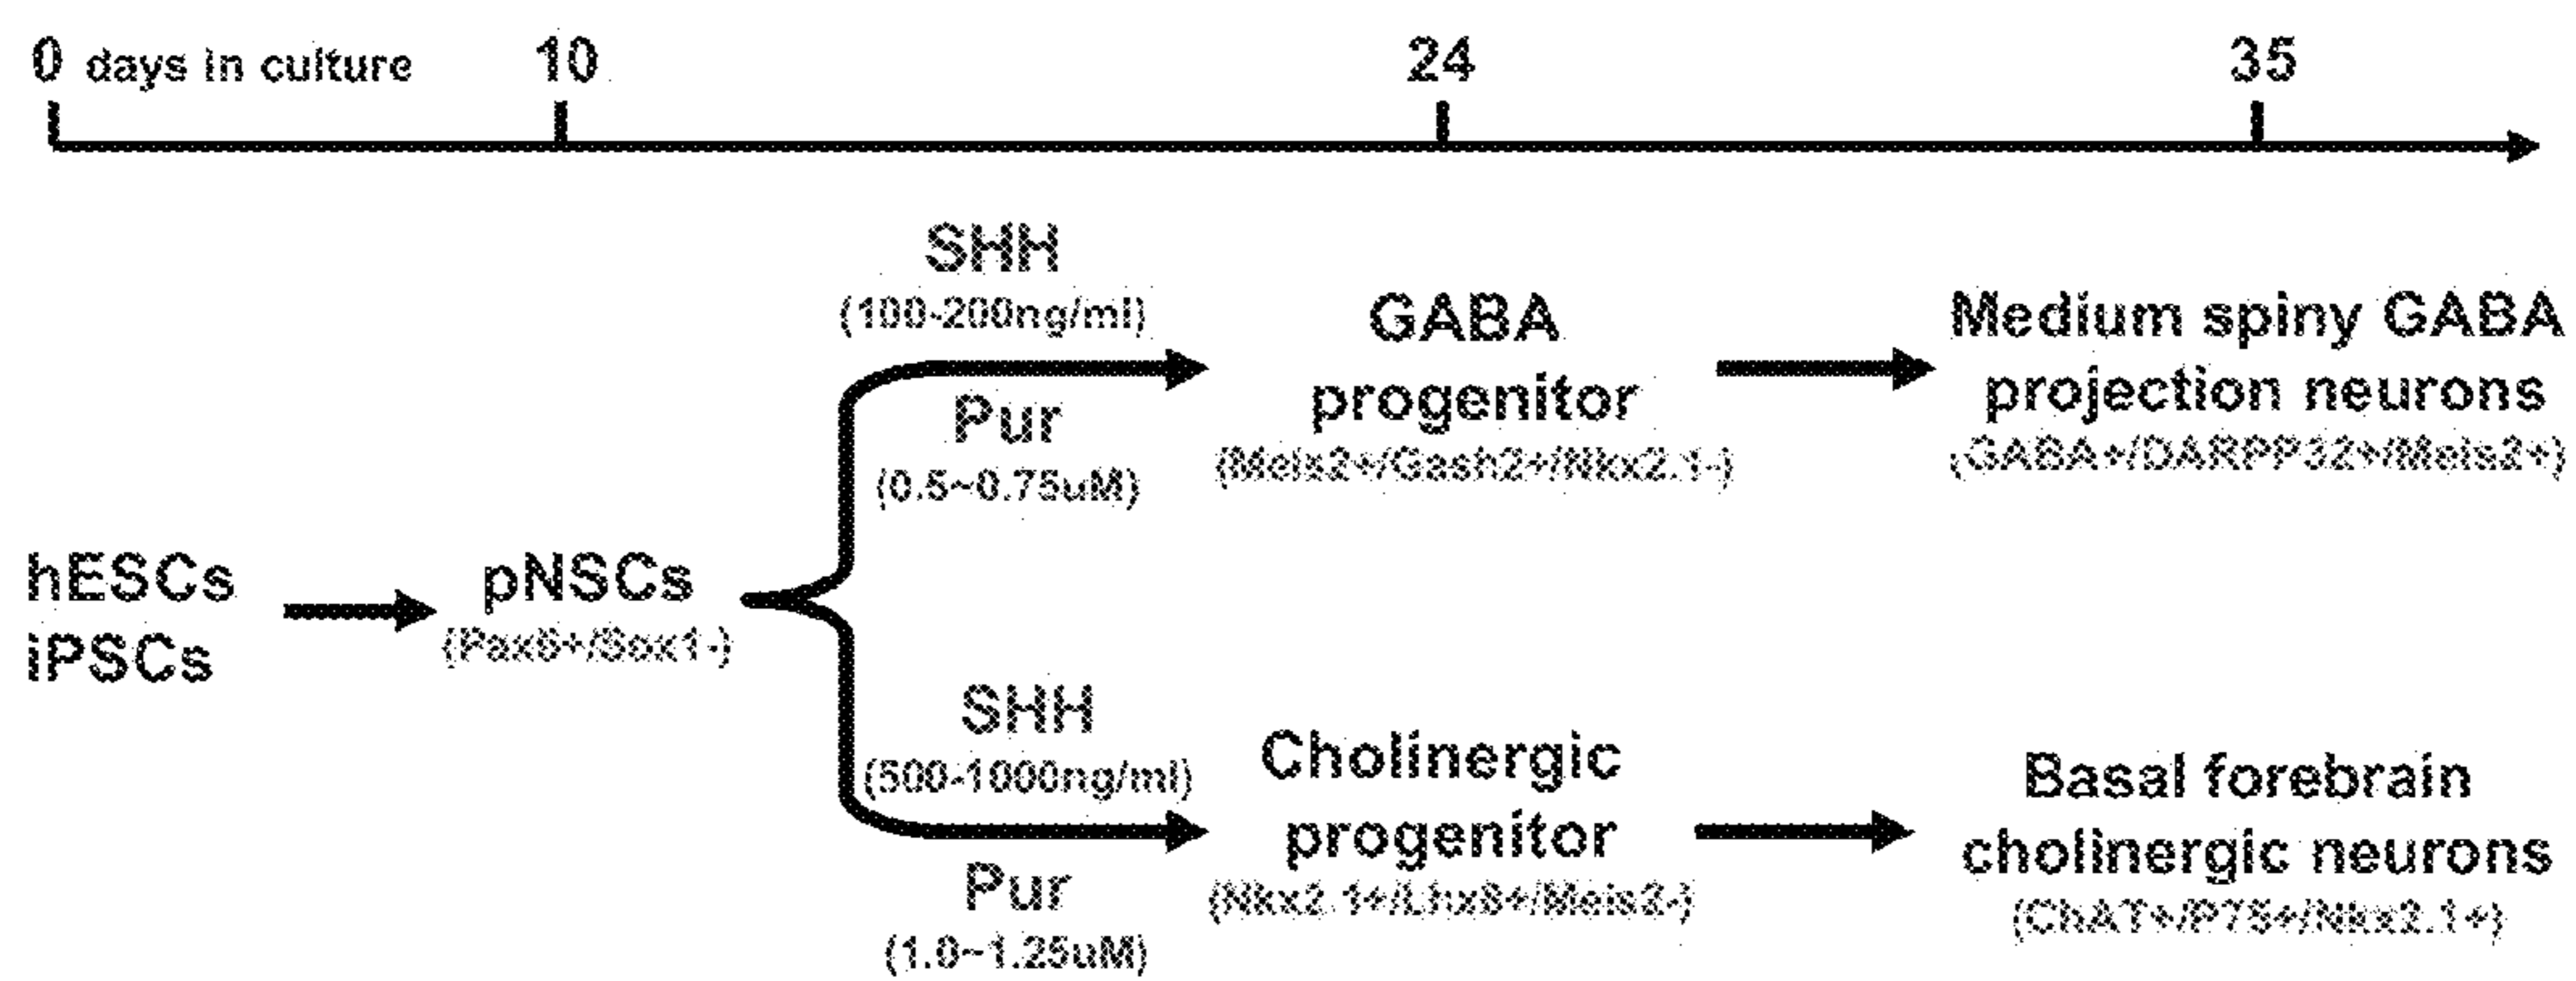 0 days in culture 10 24 35
SHH
(100-200ng/ml)
Pur
(0.5~0.75uM)
GABA
progenitor
(Meis2+/Gash2+/Nkx2.1-)
Medium spiny GABA
projection neurons
(GABA+/DARPP32+/Meis2+)
hESCs
iPSCs
pNSCs
(Pax6+/Sox1-)
SHH
(500-1000ng/ml)
Pur
(1.0~1.25uM)
Cholinergic
progenitor
(Nkx2.1+/Lhx8+/Meis2-)
Basal forebrain
cholinergic neurons
(ChAT+/P75+/Nkx2.1+)